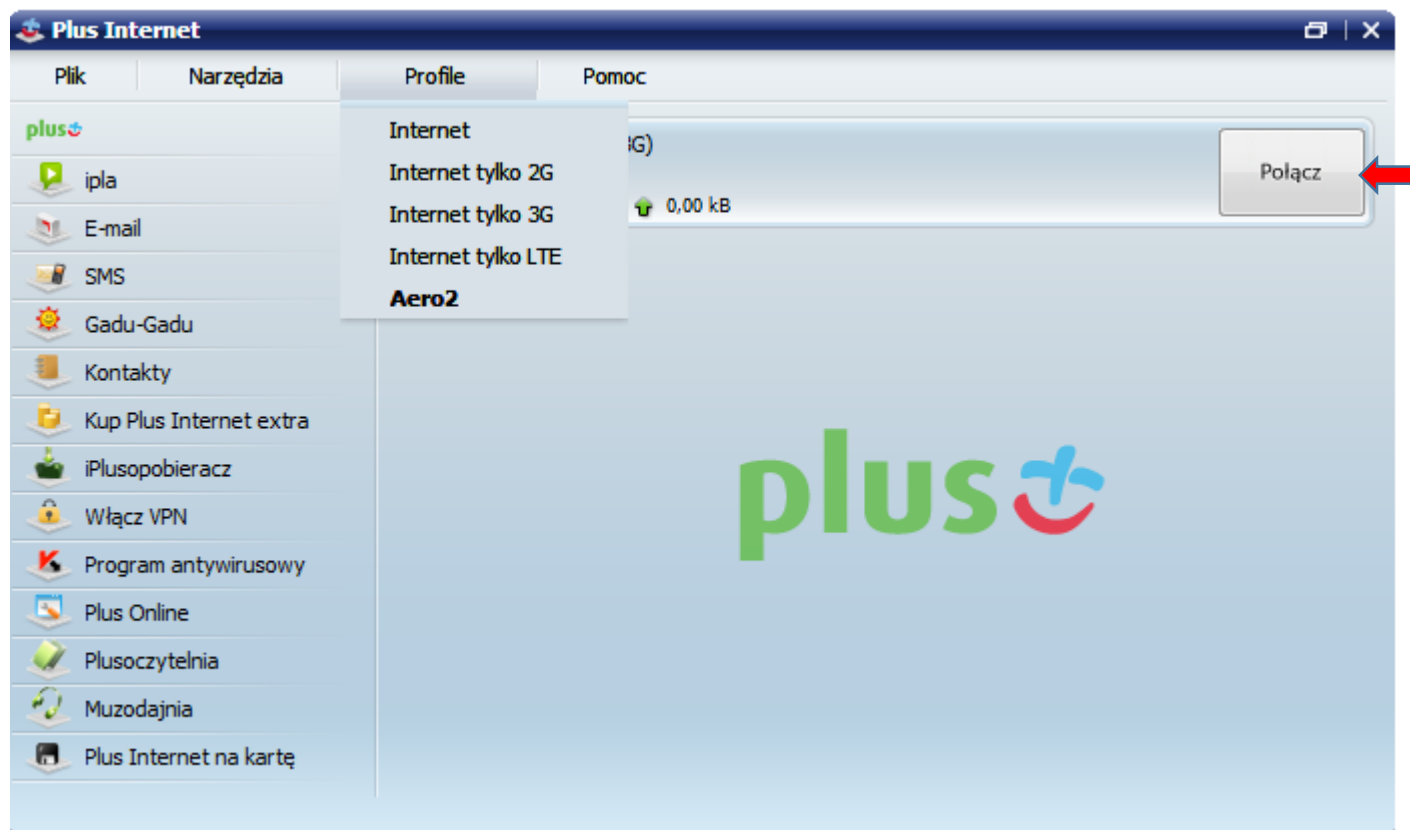 Plus Internet
Plik Narzędzia Profile Pomoc
plus
ipla
E-mail
SMS
Gadu-Gadu
Kontakty
Kup Plus Internet extra
iPlusopobieracz
Włącz VPN
Program antywirusowy
Plus Online
Plusoczytelnia
Muzodajnia
Plus Internet na kartę
Internet
Internet tylko 2G
Internet tylko 3G
Internet tylko LTE
Aero2
G)
0,00 kB
Połącz
plus